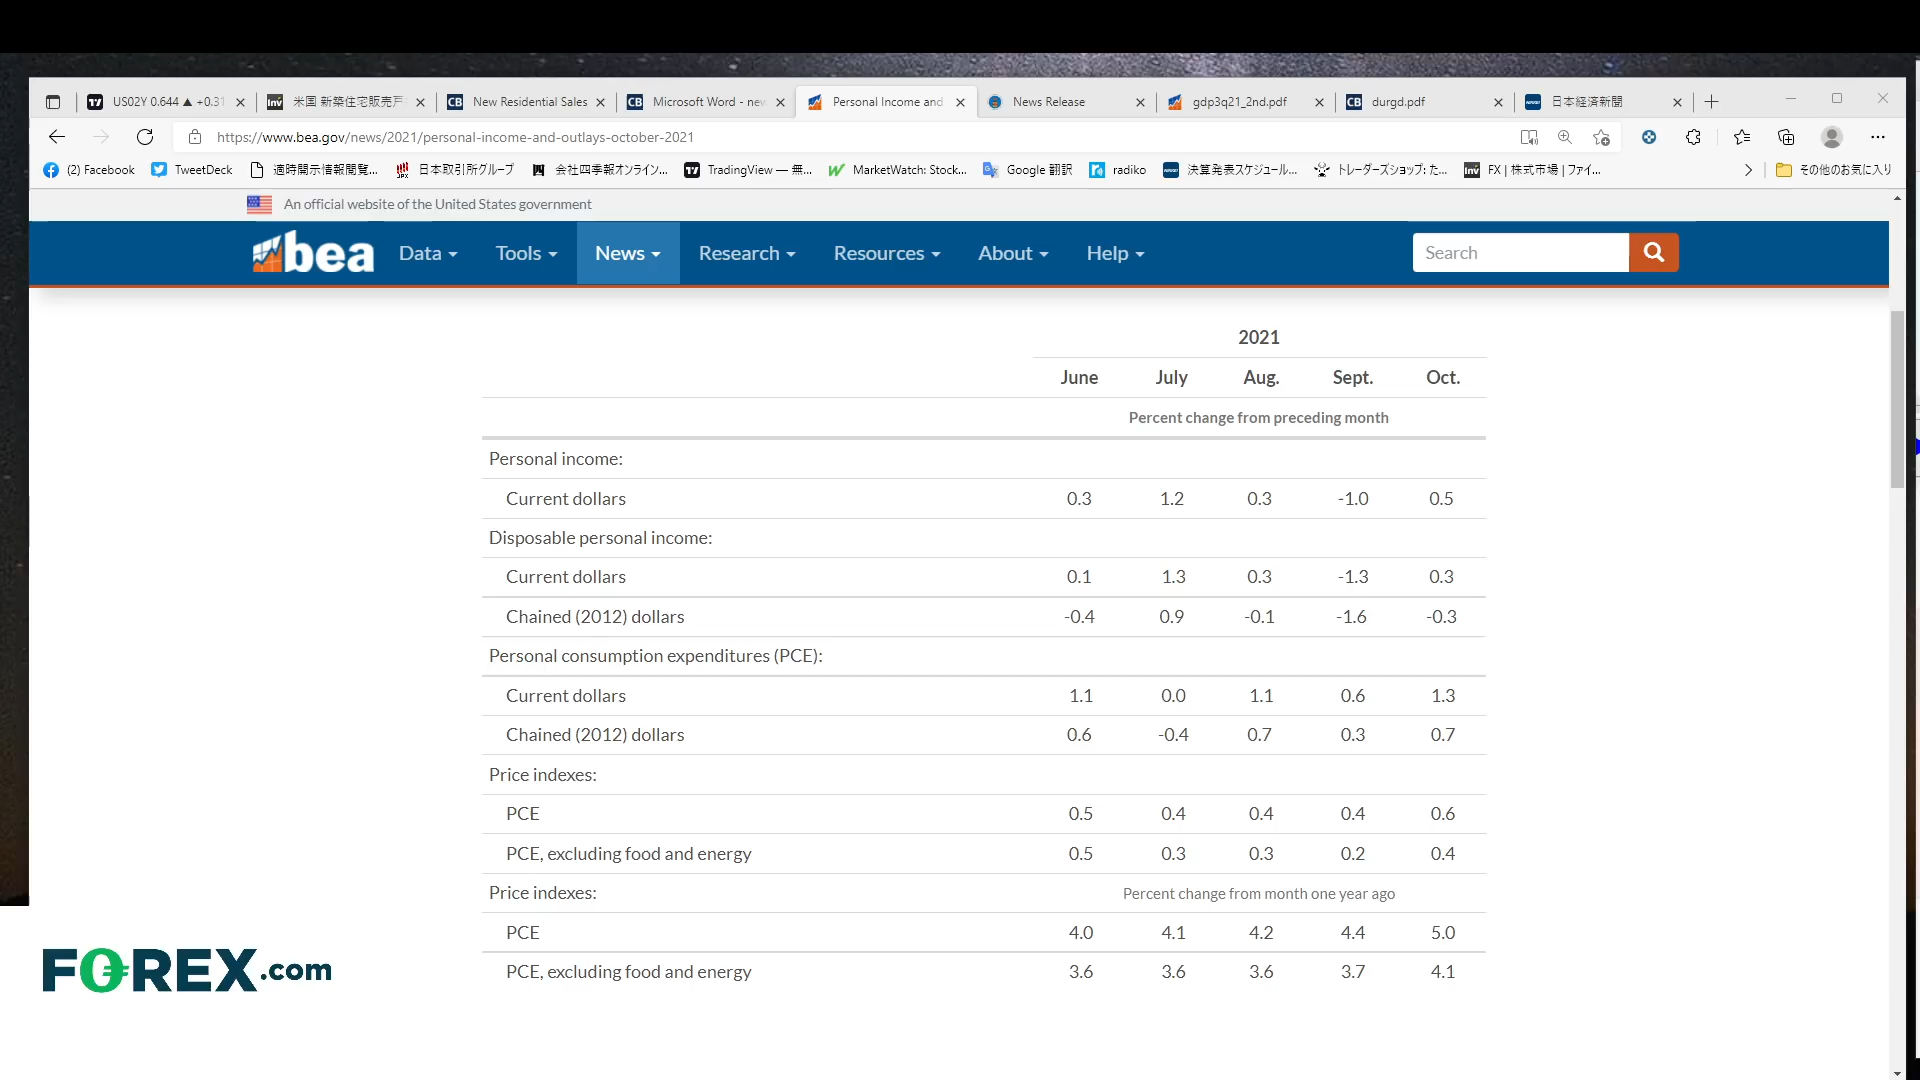 US02Y 0.644 ▲ +0.31
米国 新築住宅販売戸
New Residential Sales
Microsoft Word - new
Personal Income and
News Release
gdp3q21_2nd.pdf
durgd.pdf
日本経済新聞
https://www.bea.gov/news/2021/personal-income-and-outlays-october-2021
(2) Facebook TweetDeck 適時開示情報閲覧... 日本取引所グループ 会社四季報オンライン... TradingView — 無... MarketWatch: Stock... Google 翻訳 radiko 決算発表スケジュール... トレーダーズショップ: た... FX | 株式市場 | ファイ... その他のお気に入り
An official website of the United States government
bea Data Tools News Research Resources About Help Search
2021
June July Aug. Sept. Oct.
Percent change from preceding month
Personal income:
Current dollars 0.3 1.2 0.3 -1.0 0.5
Disposable personal income:
Current dollars 0.1 1.3 0.3 -1.3 0.3
Chained (2012) dollars -0.4 0.9 -0.1 -1.6 -0.3
Personal consumption expenditures (PCE):
Current dollars 1.1 0.0 1.1 0.6 1.3
Chained (2012) dollars 0.6 -0.4 0.7 0.3 0.7
Price indexes:
PCE 0.5 0.4 0.4 0.4 0.6
PCE, excluding food and energy 0.5 0.3 0.3 0.2 0.4
Price indexes: Percent change from month one year ago
PCE 4.0 4.1 4.2 4.4 5.0
PCE, excluding food and energy 3.6 3.6 3.6 3.7 4.1
FOREX.com